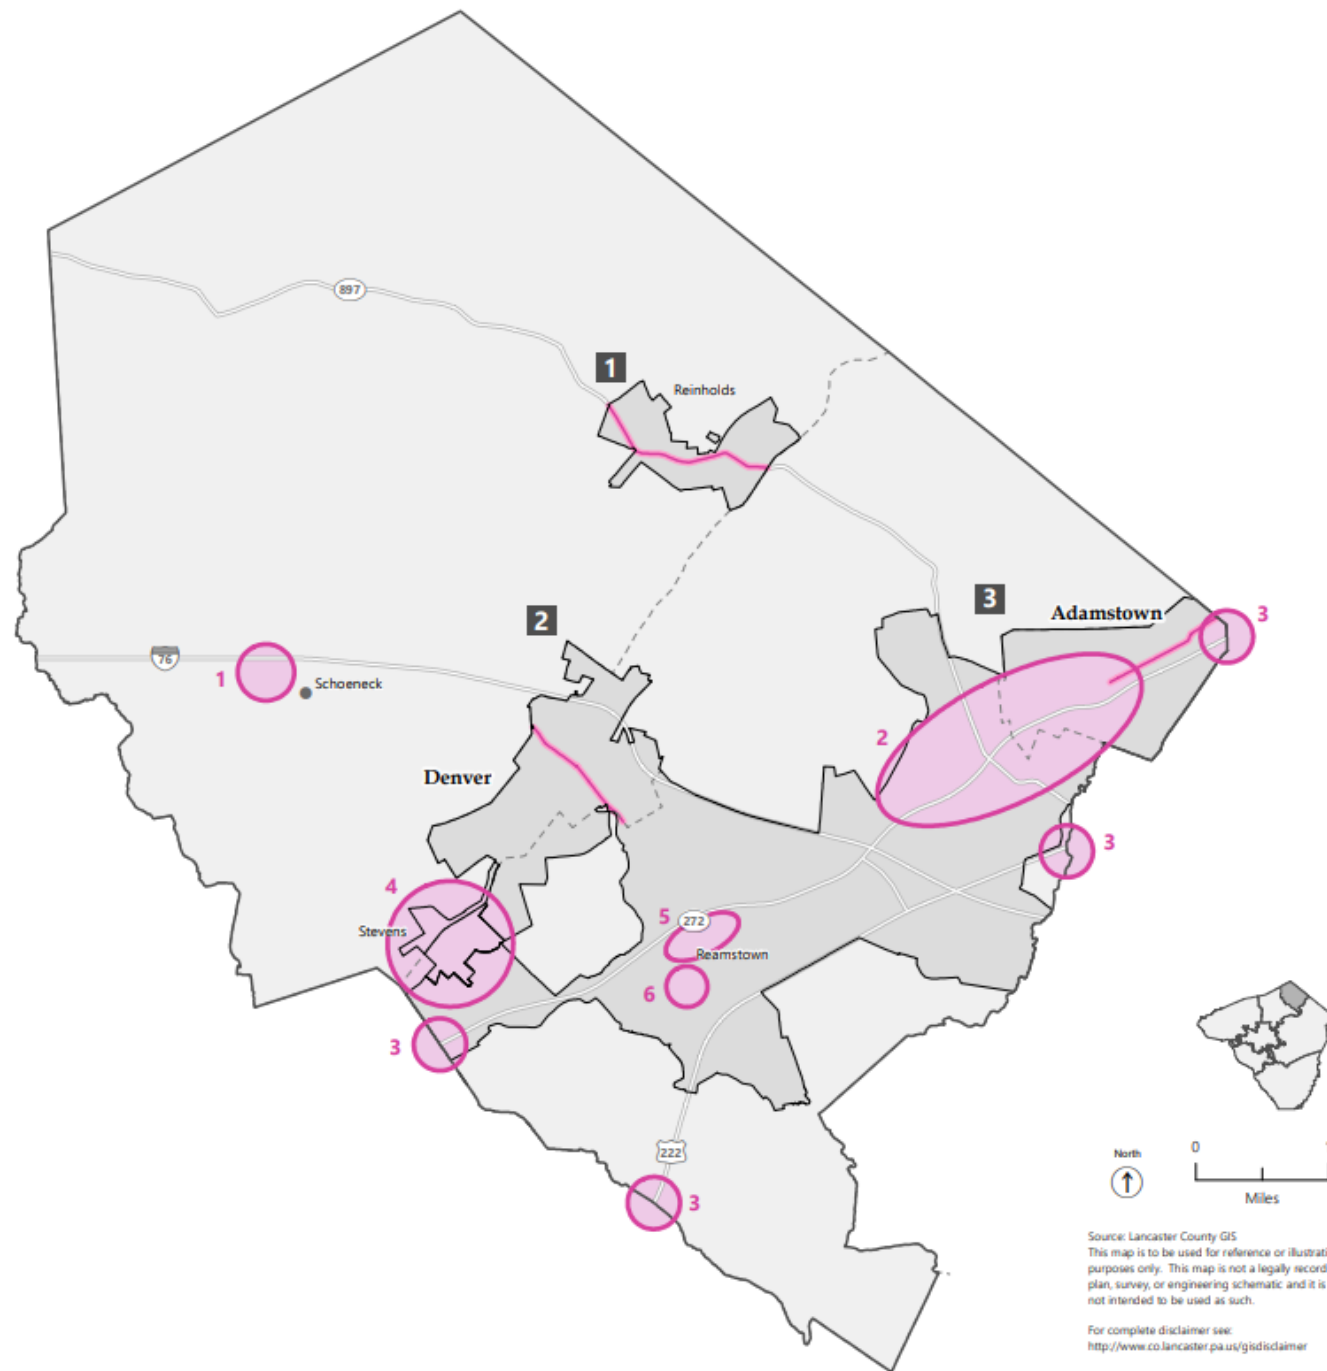 897
1
Reinholds
2
3
Adamstown
3
76
1
Schoeneck
2
Denver
3
4
5
272
Stevens
Reamstown
6
3
222
3
North
0
Miles
Source: Lancaster County GIS
This map is to be used for reference or illustrati
purposes only. This map is not a legally record
plan, survey, or engineering schematic and it is
not intended to be used as such.
For complete disclaimer see:
http://www.co.lancaster.pa.us/gisdisclaimer